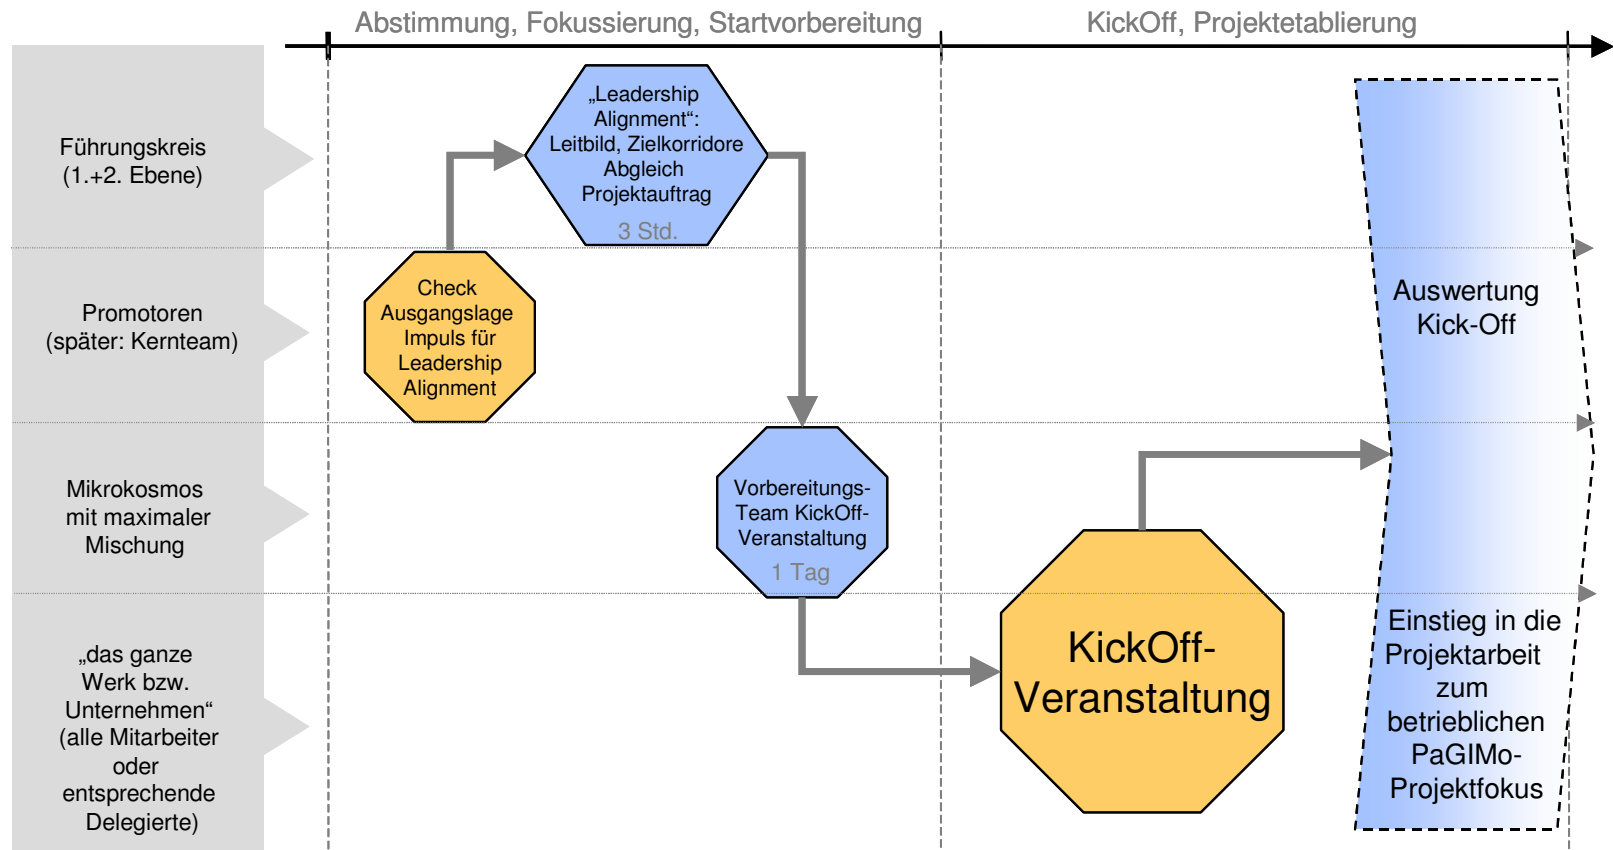 Abstimmung, Fokussierung, Startvorbereitung
KickOff, Projektetablierung
Führungskreis
(1.+2. Ebene)
„Leadership
Alignment“:
Leitbild, Zielkorridore
Abgleich
Projektauftrag
3 Std.
Promotoren
(später: Kernteam)
Check
Ausgangslage
Impuls für
Leadership
Alignment
Auswertung
Kick-Off
Mikrokosmos
mit maximaler
Mischung
Vorbereitungs-
Team KickOff-
Veranstaltung
1 Tag
„das ganze
Werk bzw.
Unternehmen“
(alle Mitarbeiter
oder
entsprechende
Delegierte)
KickOff-
Veranstaltung
Einstieg in die
Projektarbeit
zum
betrieblichen
PaGIMo-
Projektfokus